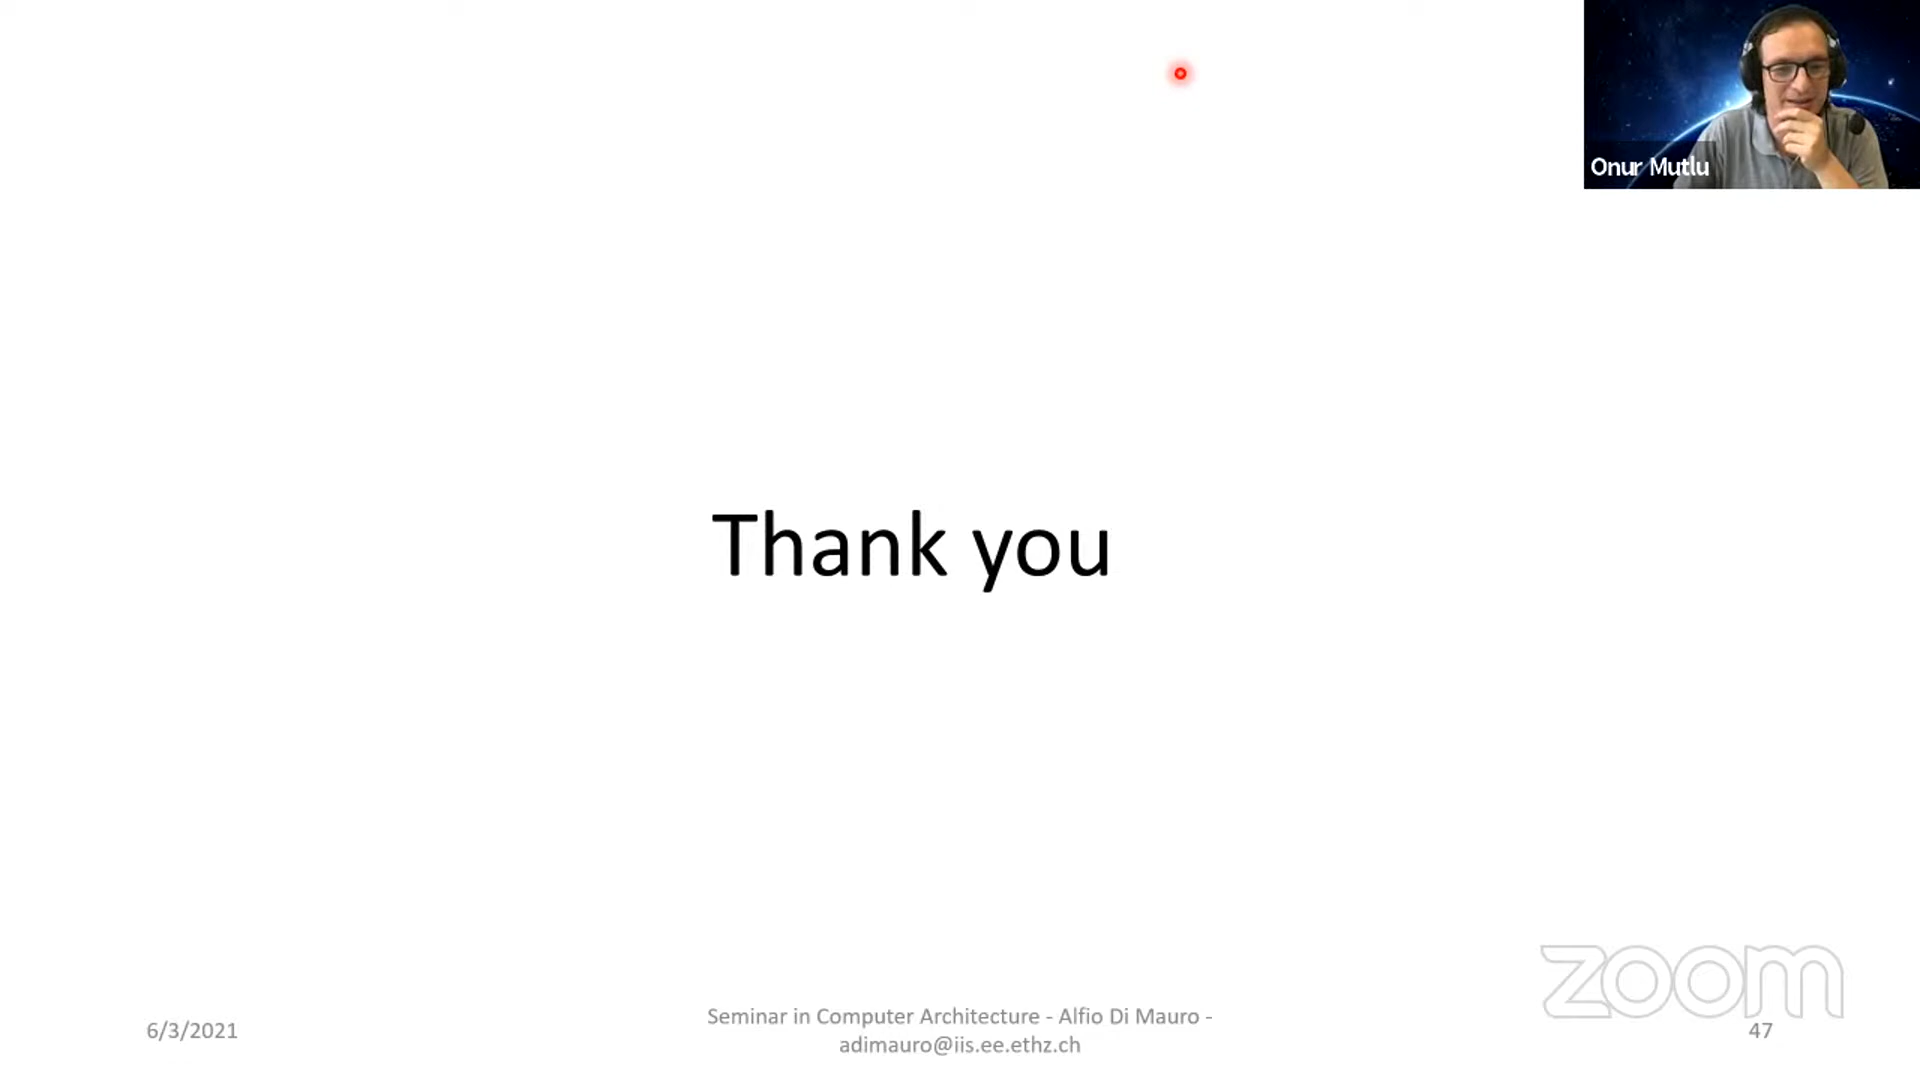 Onur Mutlu
Thank you
zoom
6/3/2021
Seminar in Computer Architecture - Alfio Di Mauro -
adimauro@iis.ee.ethz.ch
47